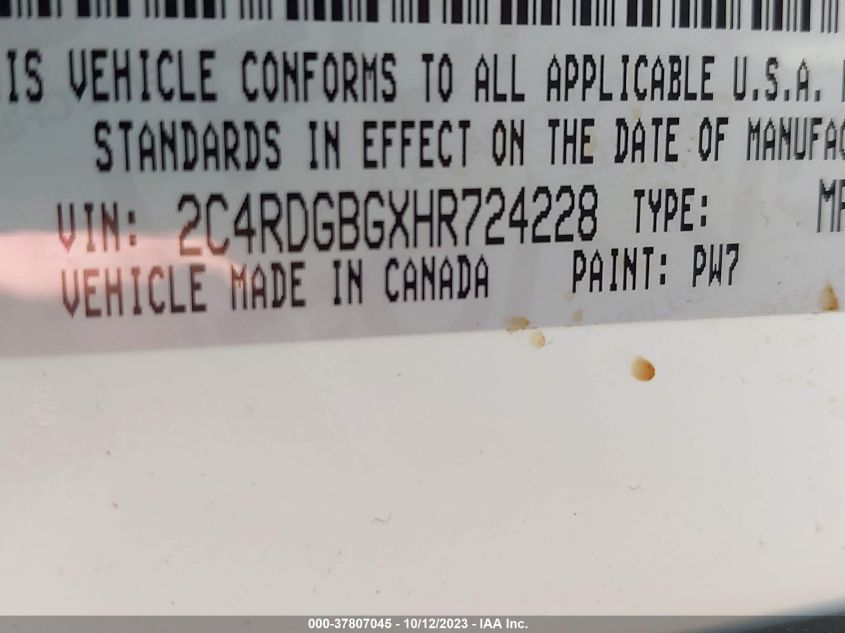 IS VEHICLE CONFORMS TO ALL APPLICABLE U.S.A.
STANDARDS IN EFFECT ON THE DATE OF MANUFAC
VIN: 2C4RDGBGXHR724228 TYPE: MP
VEHICLE MADE IN CANADA PAINT: PW7
000-37807045 - 10/12/2023 - IAA Inc.